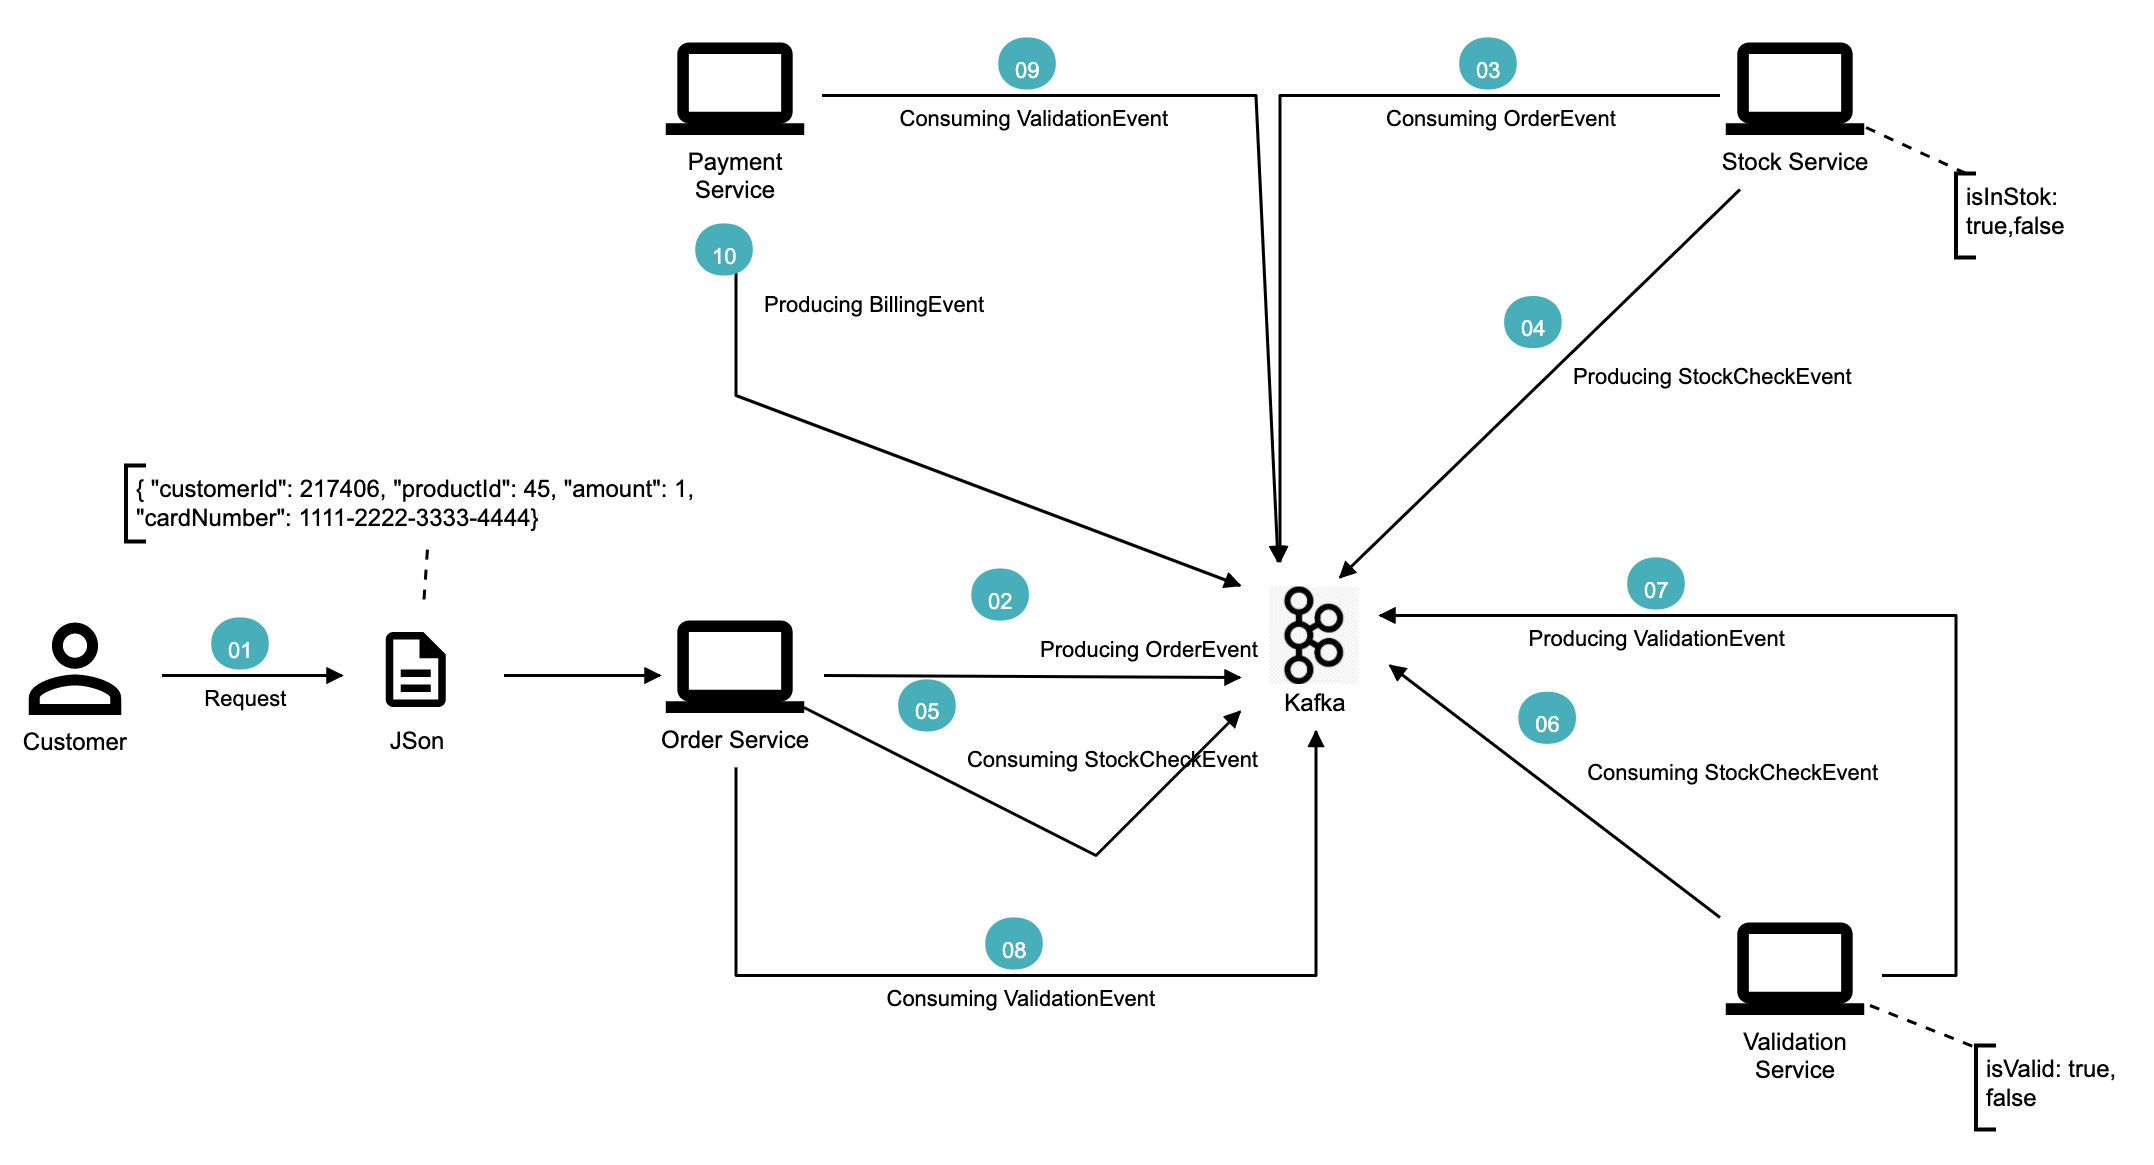 09
03
Consuming ValidationEvent
Consuming OrderEvent
Payment
Service
Stock Service
isInStok:
true,false
10
Producing BillingEvent
04
Producing StockCheckEvent
{ "customerId": 217406, "productId": 45, "amount": 1,
"cardNumber": 1111-2222-3333-4444}
02
07
01
Producing OrderEvent
Producing ValidationEvent
Request
05
Kafka
06
Customer
JSon
Order Service
Consuming StockCheckEvent
Consuming StockCheckEvent
08
Consuming ValidationEvent
Validation
Service
isValid: true,
false